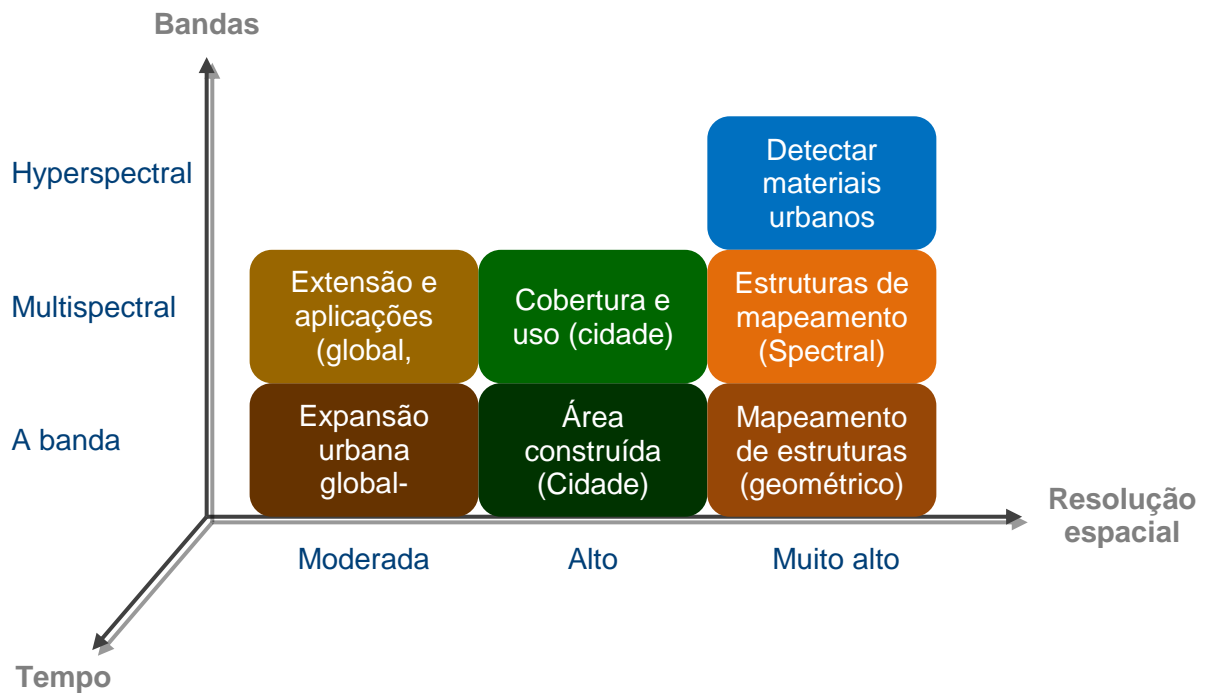 Bandas
Hyperspectral
Detectar
materiais
urbanos
Multispectral
Extensão e
aplicações
(global,
Cobertura e
uso (cidade)
Estruturas de
mapeamento
(Spectral)
A banda
Expansão
urbana
global-
Área
construída
(Cidade)
Mapeamento
de estruturas
(geométrico)
Resolução
espacial
Moderada
Alto
Muito alto
Tempo